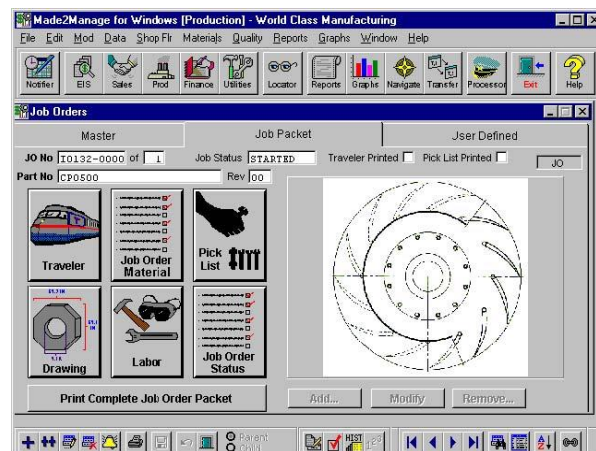 Made2Manage for Windows [Production] - World Class Manufacturing
File Edit Mod Data Shop Flr Materials Quality Reports Graphs Window Help
Notifier EIS Sales Prod Finance Utilities Locator Reports Graphs Navigate Transfer Processor Exit Help
Job Orders
Master Job Packet User Defined
JO No I0132-0000 of 1 Job Status STARTED Traveler Printed Pick List Printed JO
Part No CP0500 Rev 00
Traveler
Job Order
Material
Pick
List
Drawing
Labor
Job Order
Status
Print Complete Job Order Packet
Add... Modify Remove...
Parent
Child
HIST